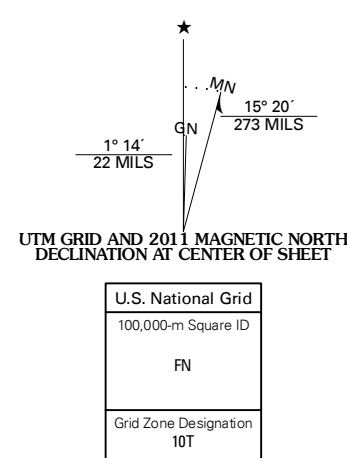 ★
MN
GN
15° 20´
273 MILS
1° 14´
22 MILS
UTM GRID AND 2011 MAGNETIC NORTH
DECLINATION AT CENTER OF SHEET
U.S. National Grid
100,000-m Square ID
FN
Grid Zone Designation
10T